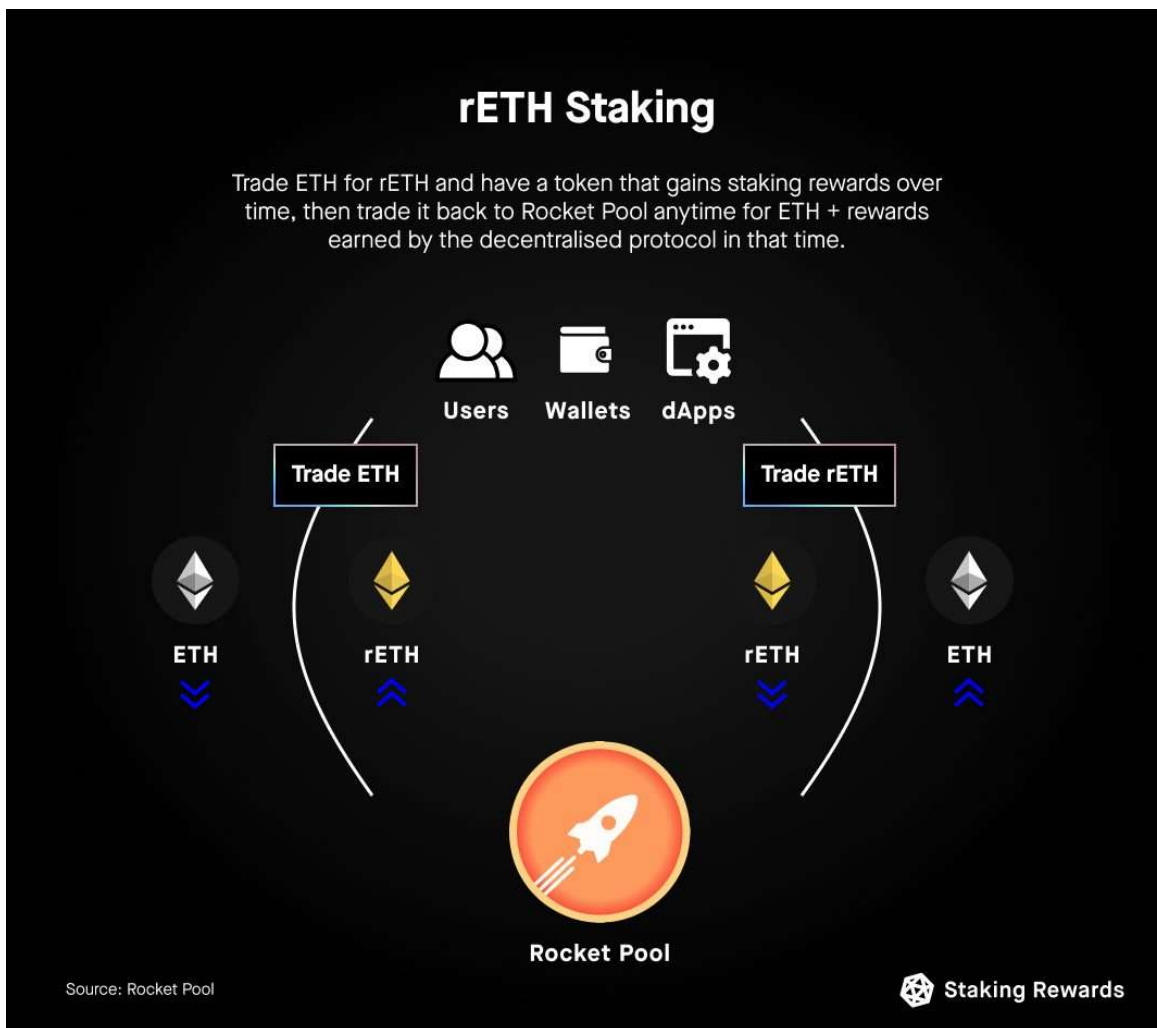 rETH Staking
Trade ETH for rETH and have a token that gains staking rewards over
time, then trade it back to Rocket Pool anytime for ETH + rewards
earned by the decentralised protocol in that time.
Users Wallets dApps
Trade ETH Trade rETH
ETH rETH rETH ETH
Rocket Pool
Source: Rocket Pool Staking Rewards